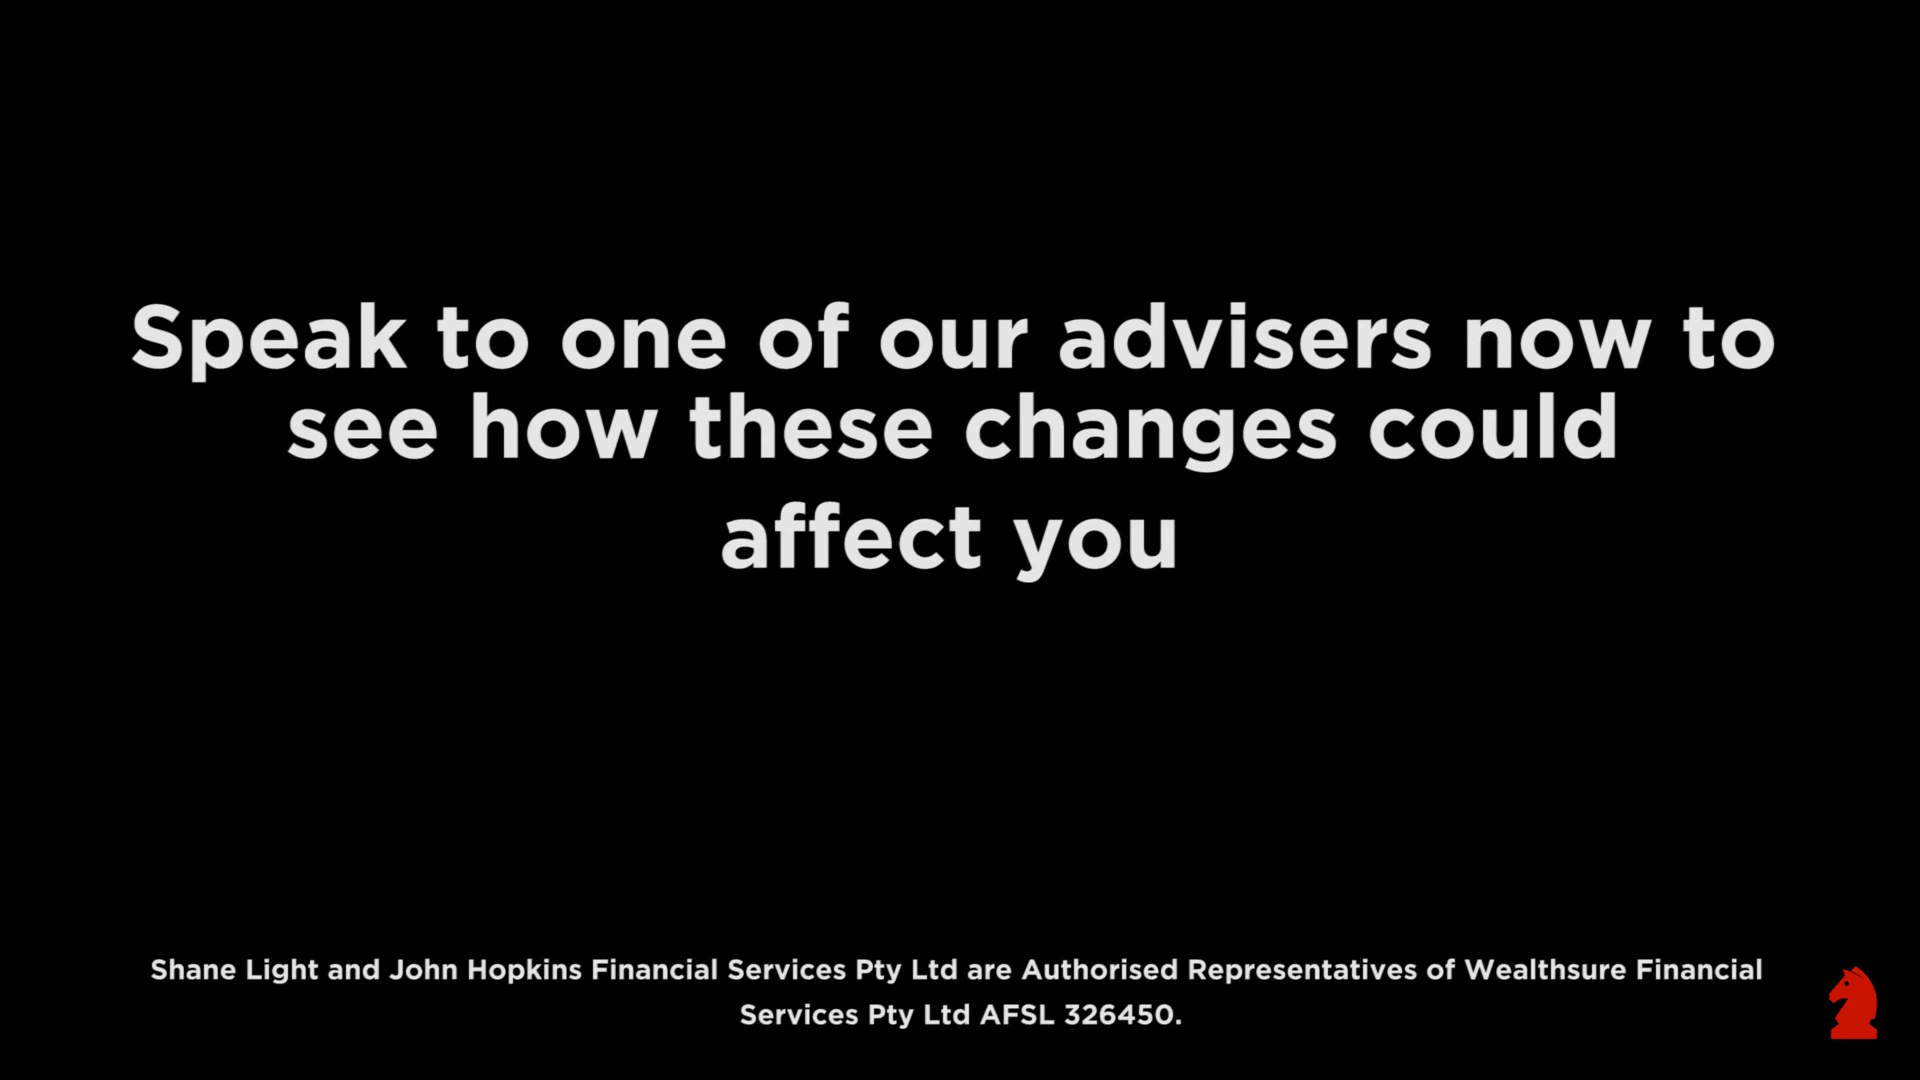 Speak to one of our advisers now to
see how these changes could
affect you
Shane Light and John Hopkins Financial Services Pty Ltd are Authorised Representatives of Wealthsure Financial
Services Pty Ltd AFSL 326450.